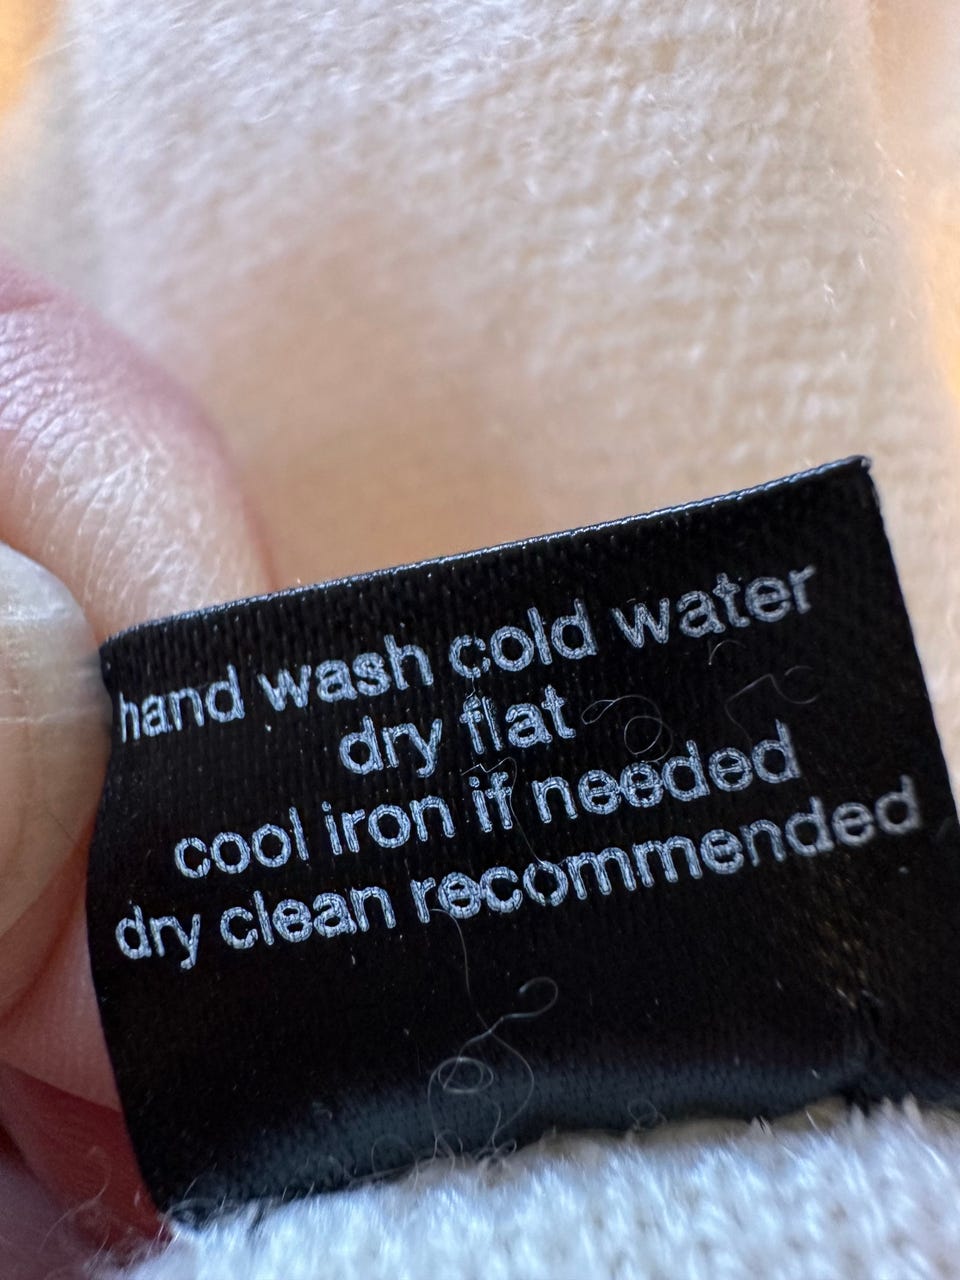 hand wash cold water
dry flat
cool iron if needed
dry clean recommended